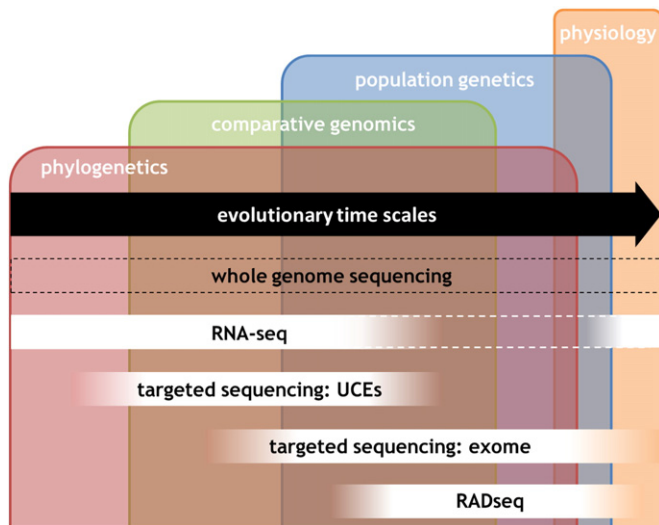 physiology
population genetics
comparative genomics
phylogenetics
evolutionary time scales
whole genome sequencing
RNA-seq
targeted sequencing: UCEs
targeted sequencing: exome
RADseq